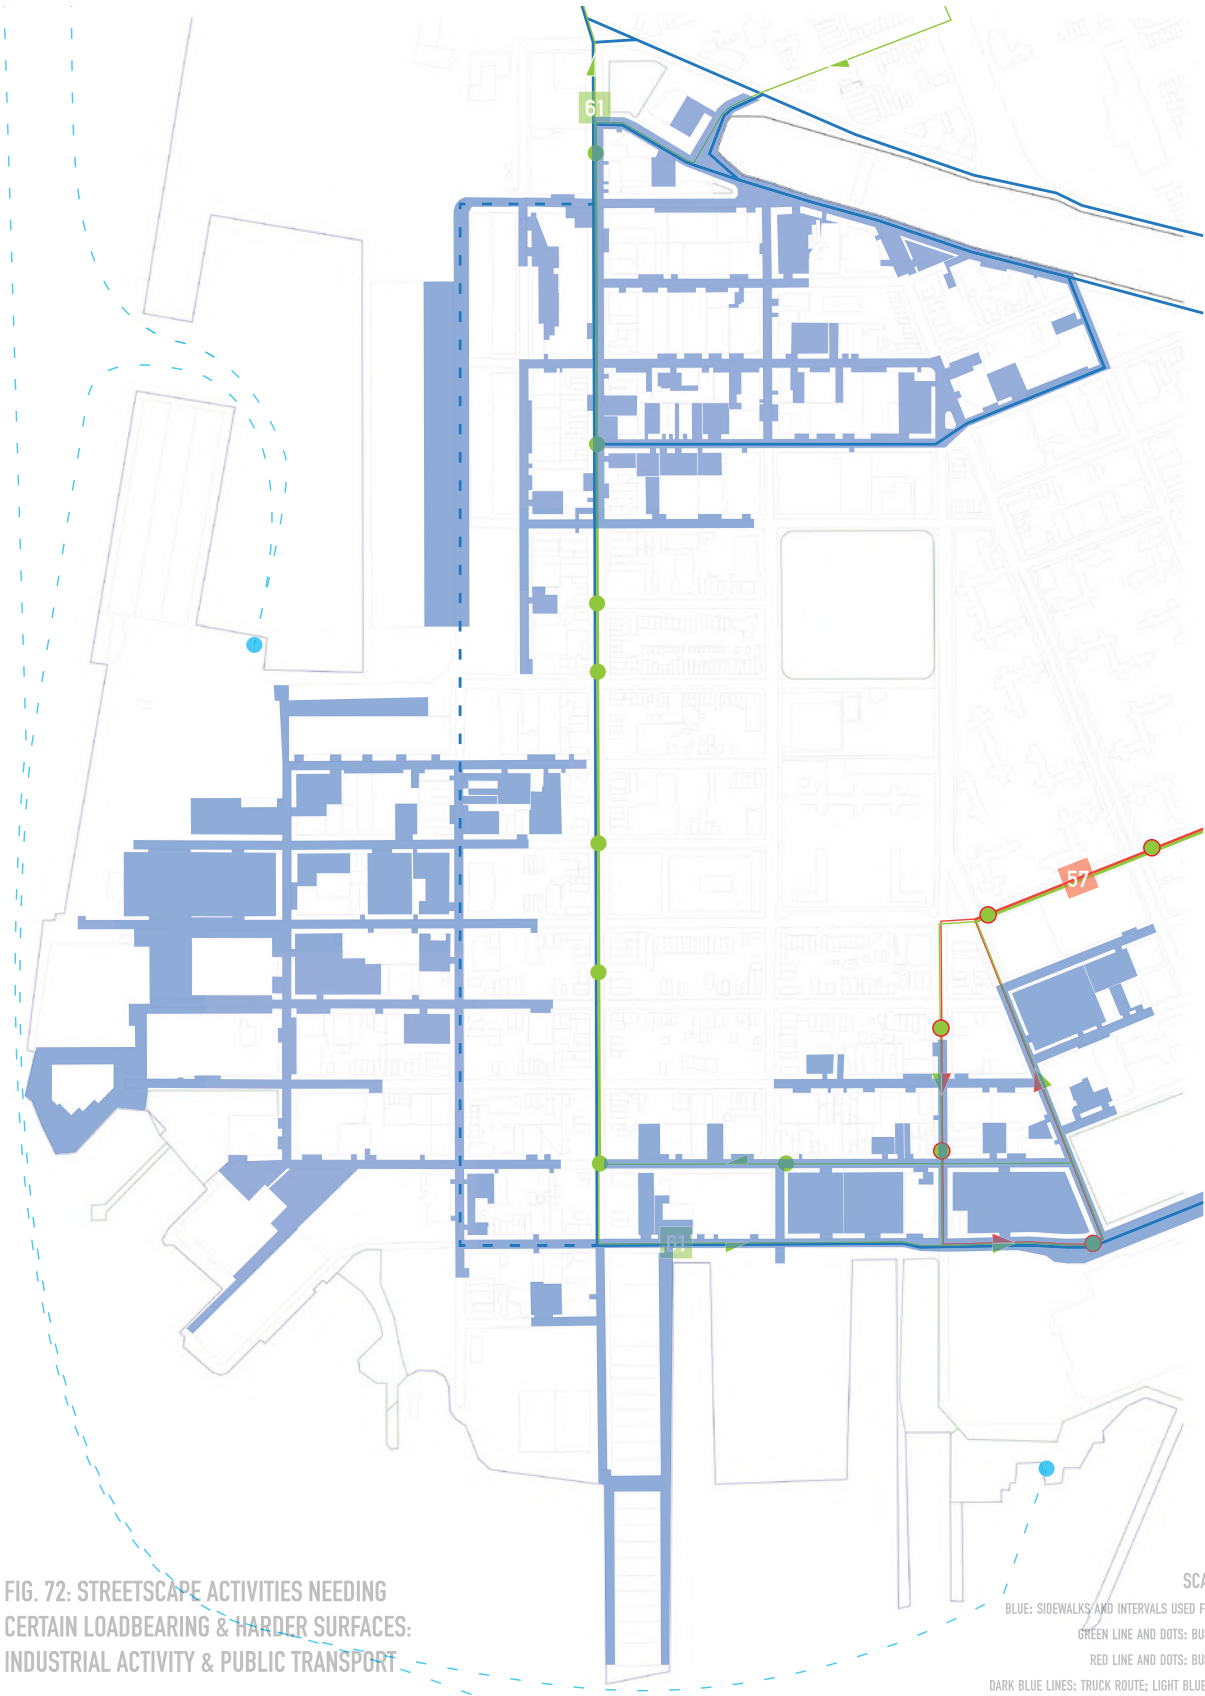 61
57
61
FIG. 72: STREETSCAPE ACTIVITIES NEEDING
CERTAIN LOADBEARING & HARDER SURFACES:
INDUSTRIAL ACTIVITY & PUBLIC TRANSPORT
BLUE: SIDEWALKS AND INTERVALS USED
GREEN LINE AND DOTS:
RED LINE AND DOTS:
DARK BLUE LINES: TRUCK ROUTE; LIGHT BLUE